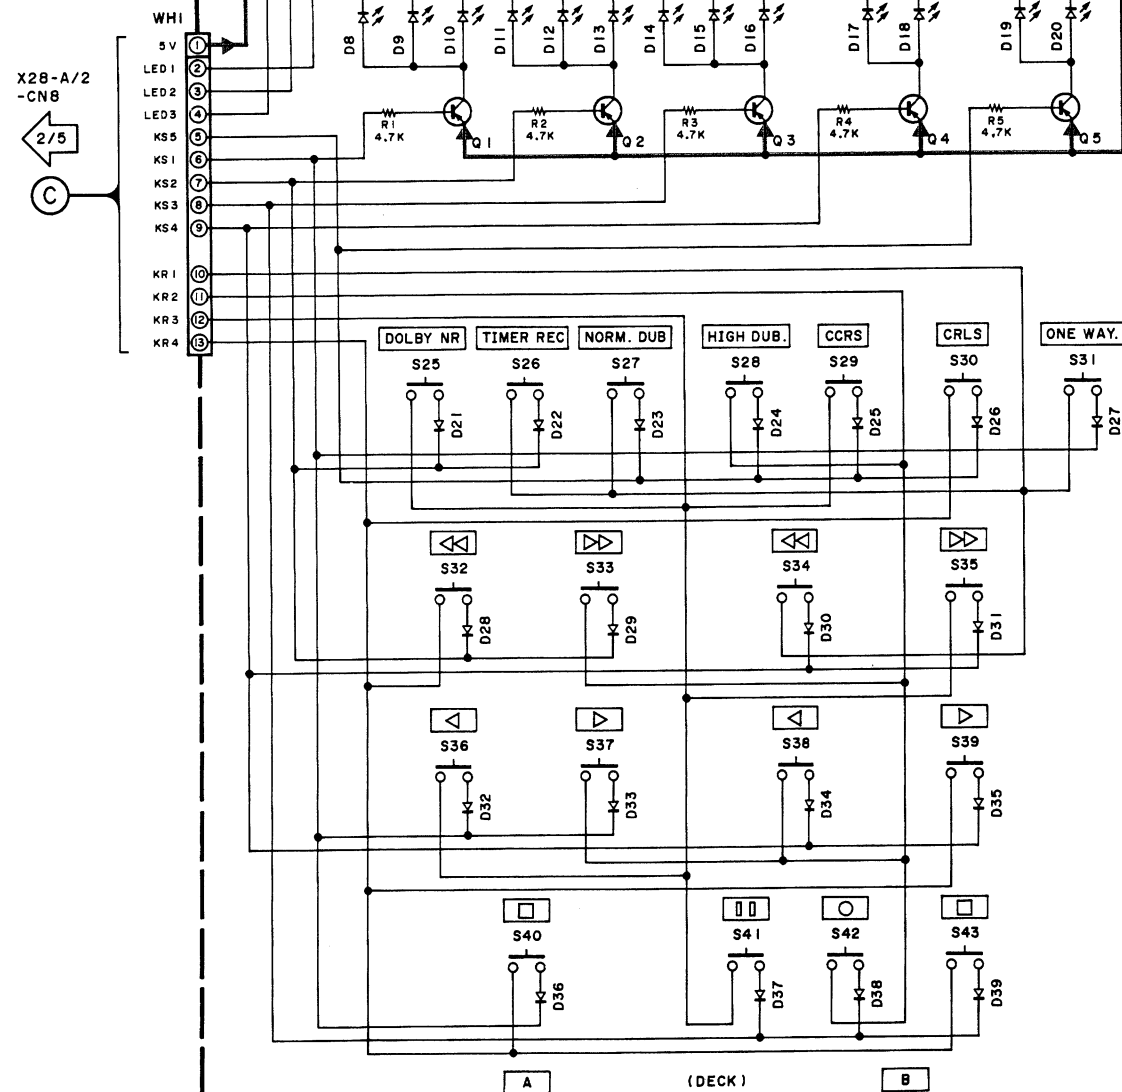 WH1
D8 D9 D10 D11 D12 D13 D14 D15 D16 D17 D18 D19 D20
5V 1
LED1 2
LED2 3
LED3 4
KS5 5
KS1 6
KS2 7
KS3 8
KS4 9
KR1 10
KR2 11
KR3 12
KR4 13
X28-A/2
-CN8
2/5
C
R1 R2 R3 R4 R5
4.7K 4.7K 4.7K 4.7K 4.7K
Q1 Q2 Q3 Q4 Q5
DOLBY NR TIMER REC NORM. DUB HIGH DUB. CCRS CRLS ONE WAY.
S25 S26 S27 S28 S29 S30 S31
D21 D22 D23 D24 D25 D26 D27
S32 S33 S34 S35
D28 D29 D30 D31
S36 S37 S38 S39
D32 D33 D34 D35
S40 S41 S42 S43
D36 D37 D38 D39
A (DECK) B